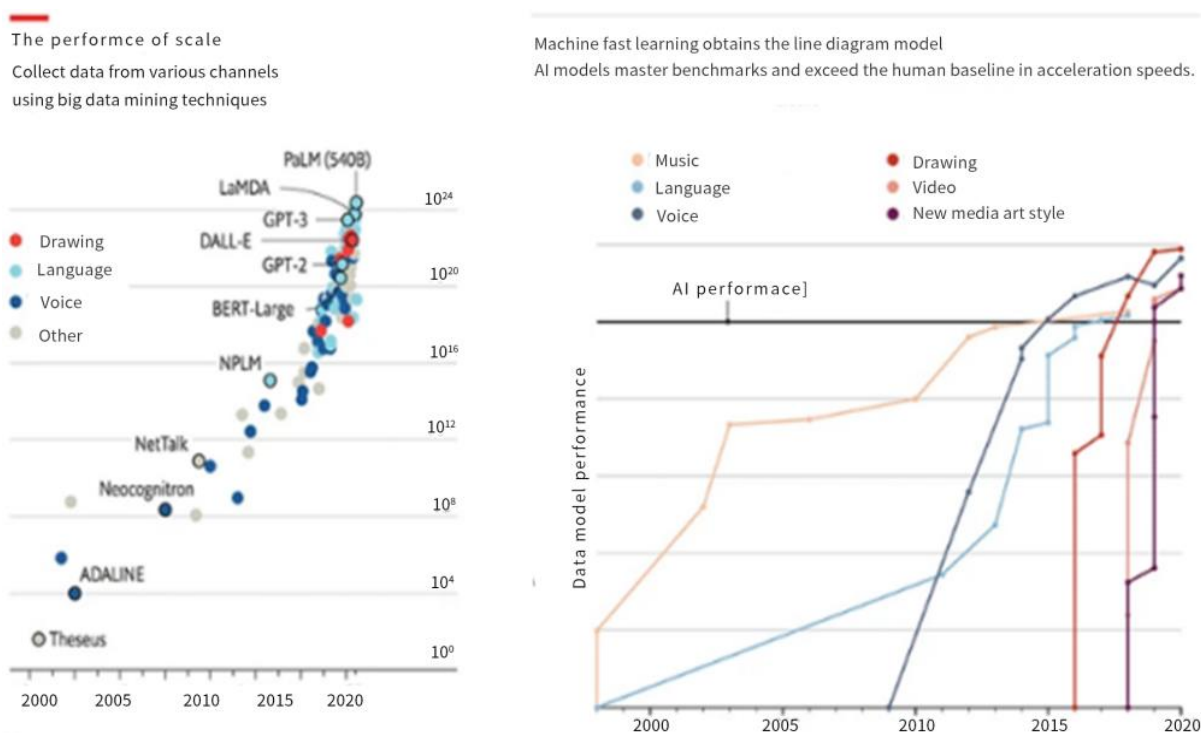 The performce of scale
Collect data from various channels
using big data mining techniques
PaLM (540B)
LaMDA
GPT-3
DALL-E
GPT-2
BERT-Large
NPLM
NetTalk
Neocognitron
ADALINE
Theseus
Drawing
Language
Voice
Other
10²⁴
10²⁰
10¹⁶
10¹²
10⁸
10⁴
10⁰
2000 2005 2010 2015 2020
Machine fast learning obtains the line diagram model
AI models master benchmarks and exceed the human baseline in acceleration speeds.
Music
Language
Voice
Drawing
Video
New media art style
AI performace]
Data model performance
2000 2005 2010 2015 2020